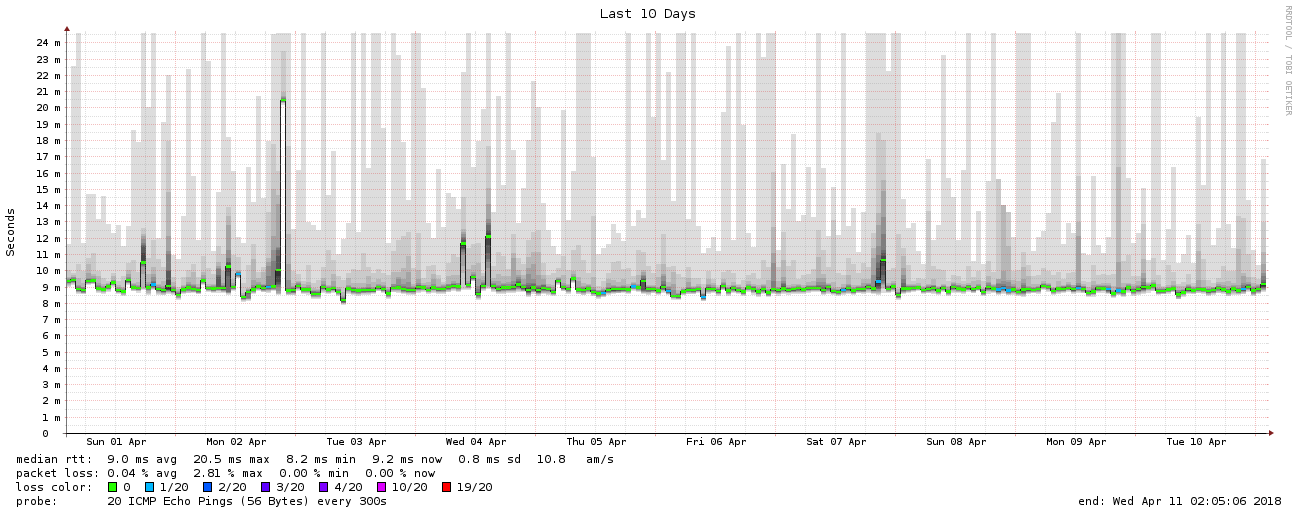 Last 10 Days
RRDTOOL / TOBI OETIKER
Seconds
24 m
23 m
22 m
21 m
20 m
19 m
18 m
17 m
16 m
15 m
14 m
13 m
12 m
11 m
10 m
9 m
8 m
7 m
6 m
5 m
4 m
3 m
2 m
1 m
0
Sun 01 Apr Mon 02 Apr Tue 03 Apr Wed 04 Apr Thu 05 Apr Fri 06 Apr Sat 07 Apr Sun 08 Apr Mon 09 Apr Tue 10 Apr
median rtt: 9.0 ms avg 20.5 ms max 8.2 ms min 9.2 ms now 0.8 ms sd 10.8 am/s
packet loss: 0.04 % avg 2.81 % max 0.00 % min 0.00 % now
loss color: 0 1/20 2/20 3/20 4/20 10/20 19/20
probe: 20 ICMP Echo Pings (56 Bytes) every 300s end: Wed Apr 11 02:05:06 2018